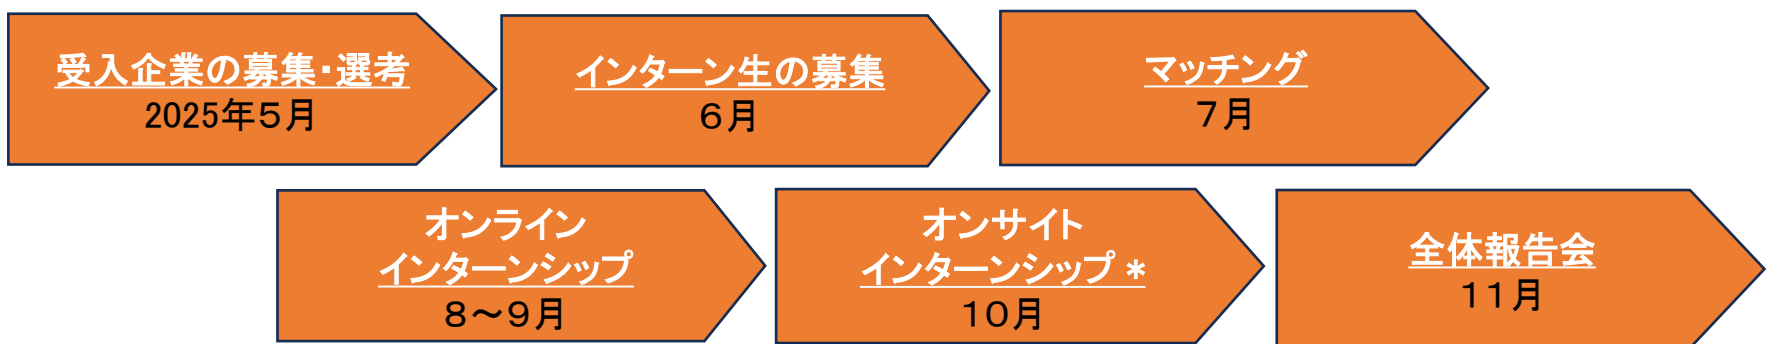 受入企業の募集・選考
2025年５月
インターン生の募集
６月
マッチング
７月
オンライン
インターンシップ
８～９月
オンサイト
インターンシップ＊
１０月
全体報告会
１１月